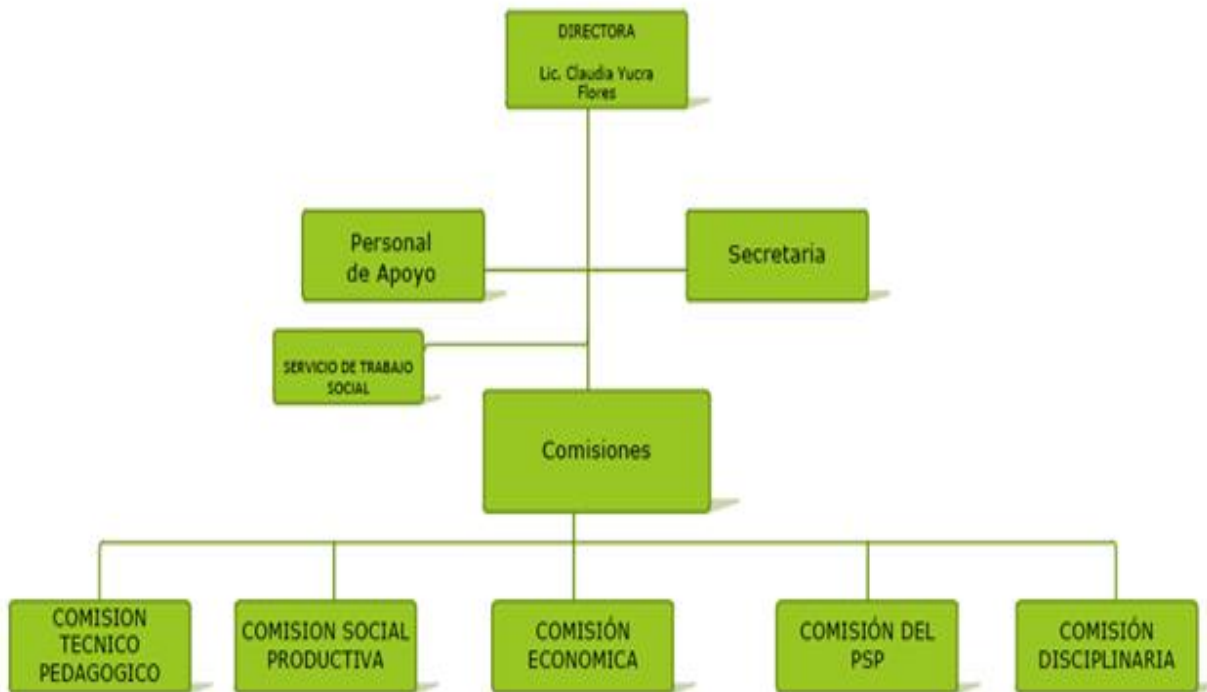 DIRECTORA
Lic. Claudia Yucra
Flores
Personal
de Apoyo
Secretaria
SERVICIO DE TRABAJO
SOCIAL
Comisiones
COMISION
TECNICO
PEDAGOGICO
COMISION SOCIAL
PRODUCTIVA
COMISIÓN
ECONOMICA
COMISIÓN DEL
PSP
COMISIÓN
DISCIPLINARIA